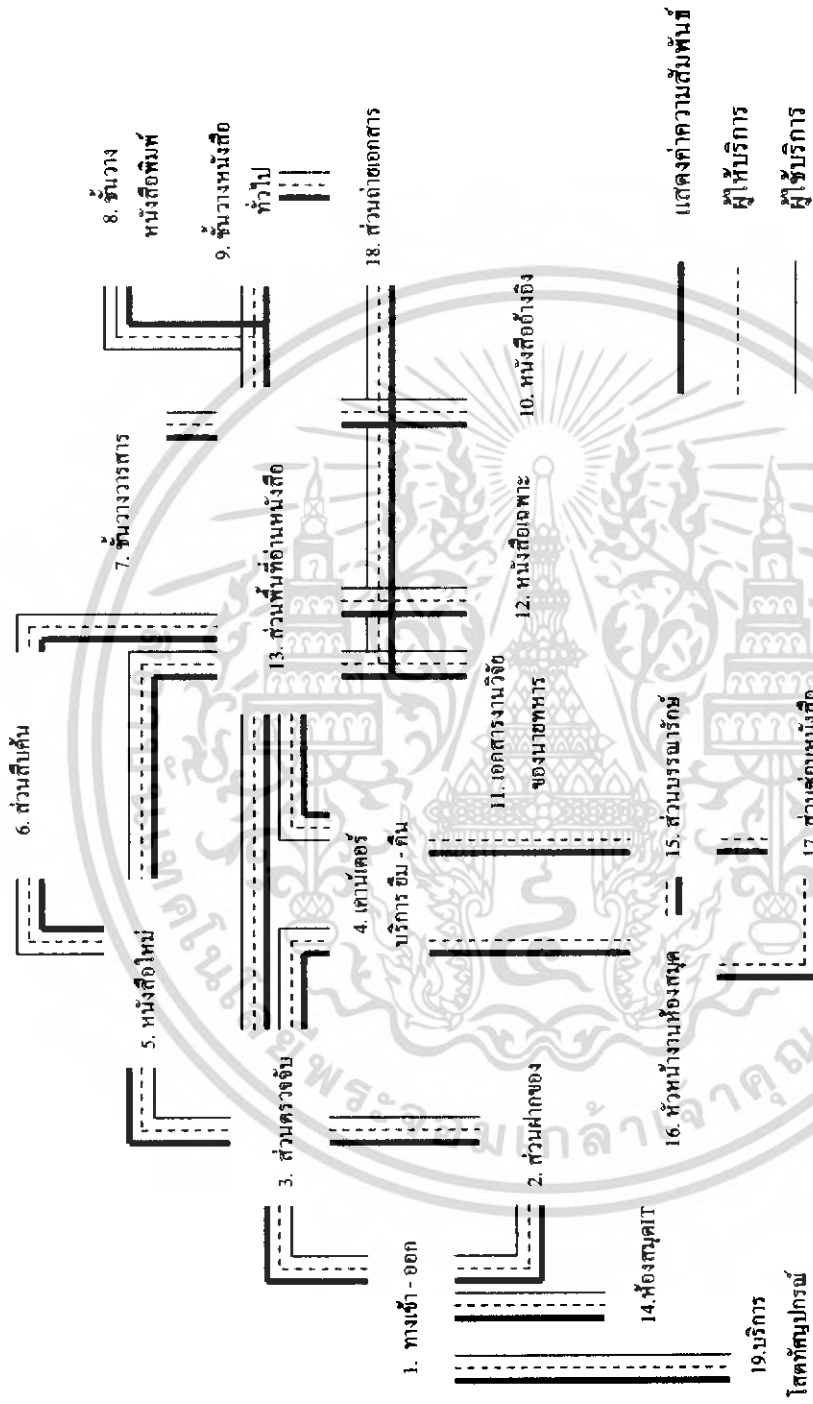 1. ทางเข้า - ออก
2. ส่วนฝากของ
3. ส่วนตรวจจับ
4. เคาน์เตอร์
บริการ ยืม - คืน
5. หนังสือใหม่
6. ส่วนสืบค้น
7. ชั้นวางวารสาร
8. ชั้นวาง
หนังสือพิมพ์
9. ชั้นวางหนังสือ
ทั่วไป
10. หนังสืออ้างอิง
11. เอกสารงานวิจัย
ของนายทหาร
12. หนังสือเฉพาะ
13. ส่วนพื้นที่อ่านหนังสือ
14.ห้องสมุดIT
15. ส่วนบรรณารักษ์
16. หัวหน้างานห้องสมุด
17. ส่วนซ่อมหนังสือ
18. ส่วนถ่ายเอกสาร
19.บริการ
โสตทัศนูปกรณ์
แสดงค่าความสัมพันธ์
ผู้ให้บริการ
ผู้ใช้บริการ